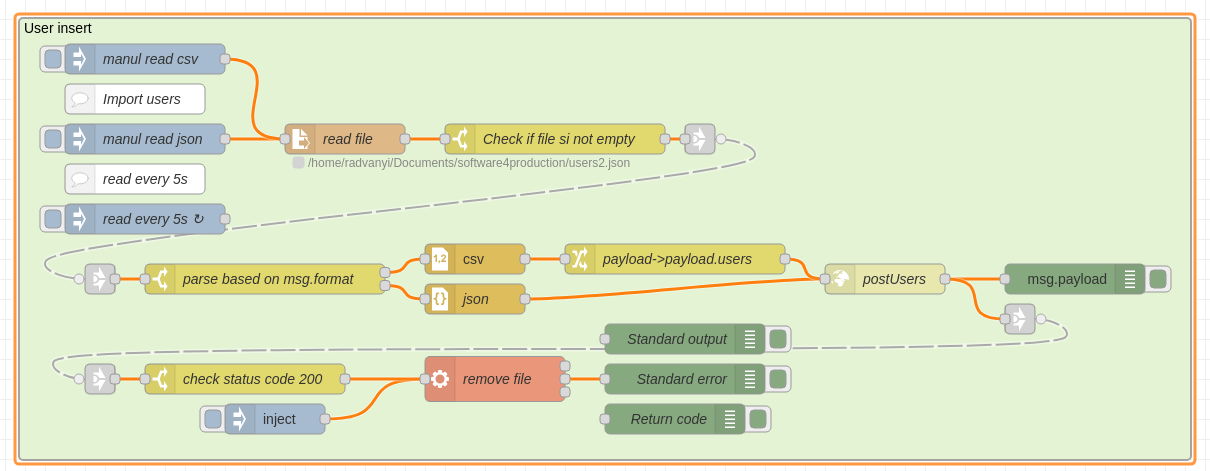 User insert
manul read csv
Import users
manul read json
read file
Check if file si not empty
/home/radvanyi/Documents/software4production/users2.json
read every 5s
read every 5s ↻
parse based on msg.format
1,2
csv
payload->payload.users
{}
json
postUsers
msg.payload
Standard output
check status code 200
remove file
Standard error
inject
Return code